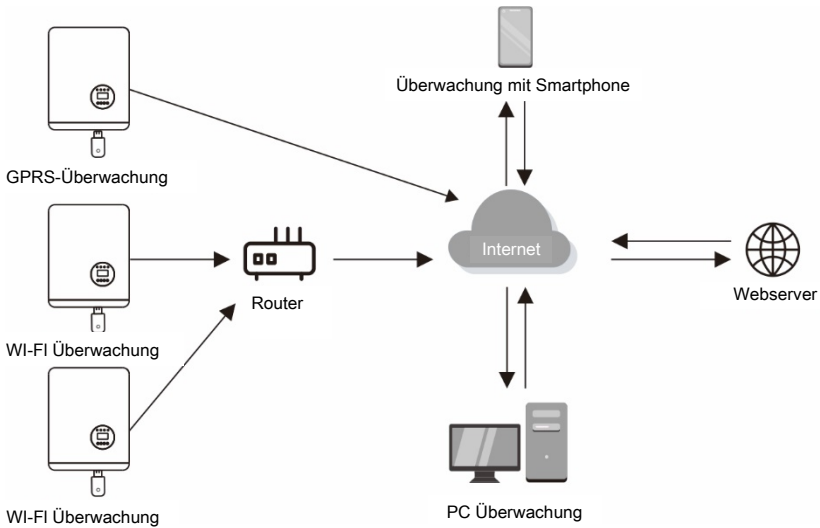 Überwachung mit Smartphone
GPRS-Überwachung
Internet
Router
Webserver
WI-FI Überwachung
PC Überwachung
WI-FI Überwachung